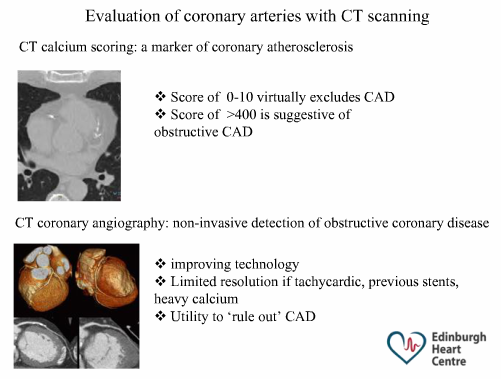 Evaluation of coronary arteries with CT scanning
CT calcium scoring: a marker of coronary atherosclerosis
❖ Score of 0-10 virtually excludes CAD
❖ Score of >400 is suggestive of
obstructive CAD
CT coronary angiography: non-invasive detection of obstructive coronary disease
❖ improving technology
❖ Limited resolution if tachycardic, previous stents,
heavy calcium
❖ Utility to ‘rule out’ CAD
Edinburgh
Heart
Centre